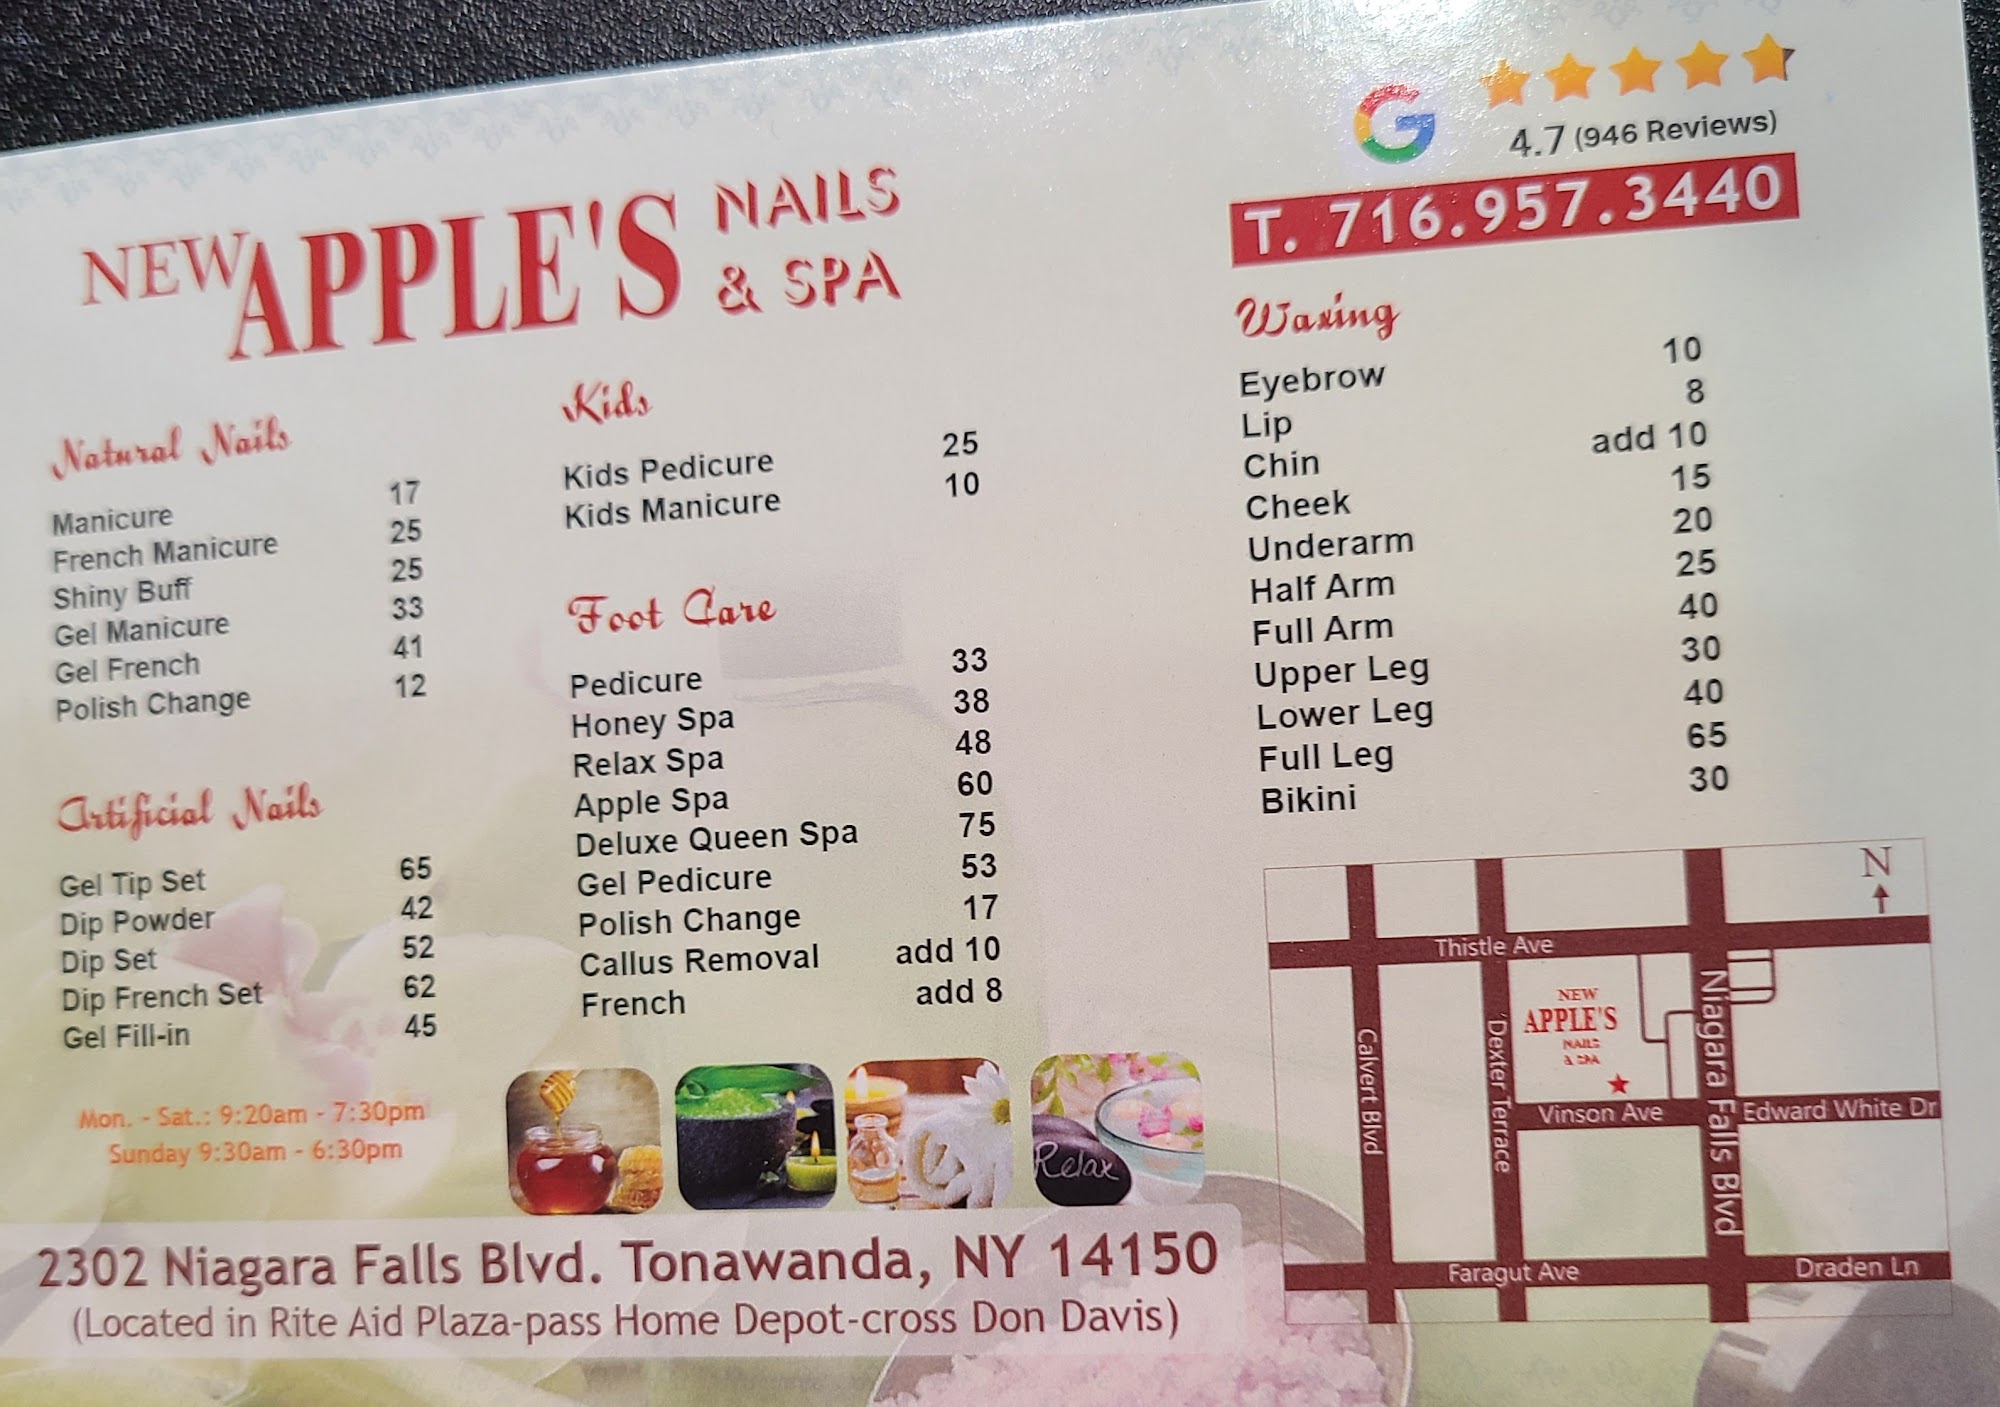 NEW APPLE'S NAILS & SPA
4.7 (946 Reviews)
T. 716.957.3440
Natural Nails
Manicure 17
French Manicure 25
Shiny Buff 25
Gel Manicure 33
Gel French 41
Polish Change 12
Artificial Nails
Gel Tip Set 65
Dip Powder 42
Dip Set 52
Dip French Set 62
Gel Fill-in 45
Mon. - Sat.: 9:20am - 7:30pm
Sunday 9:30am - 6:30pm
Kids
Kids Pedicure 25
Kids Manicure 10
Foot Care
Pedicure 33
Honey Spa 38
Relax Spa 48
Apple Spa 60
Deluxe Queen Spa 75
Gel Pedicure 53
Polish Change 17
Callus Removal add 10
French add 8
Relax
Waxing
Eyebrow 10
Lip 8
Chin add 10
Cheek 15
Underarm 20
Half Arm 25
Full Arm 40
Upper Leg 30
Lower Leg 40
Full Leg 65
Bikini 30
N
Thistle Ave
NEW
APPLE'S
NAILS
& SPA
Calvert Blvd
Dexter Terrace
Niagara Falls Blvd
Vinson Ave
Edward White Dr
Faragut Ave
Draden Ln
2302 Niagara Falls Blvd. Tonawanda, NY 14150
(Located in Rite Aid Plaza-pass Home Depot-cross Don Davis)